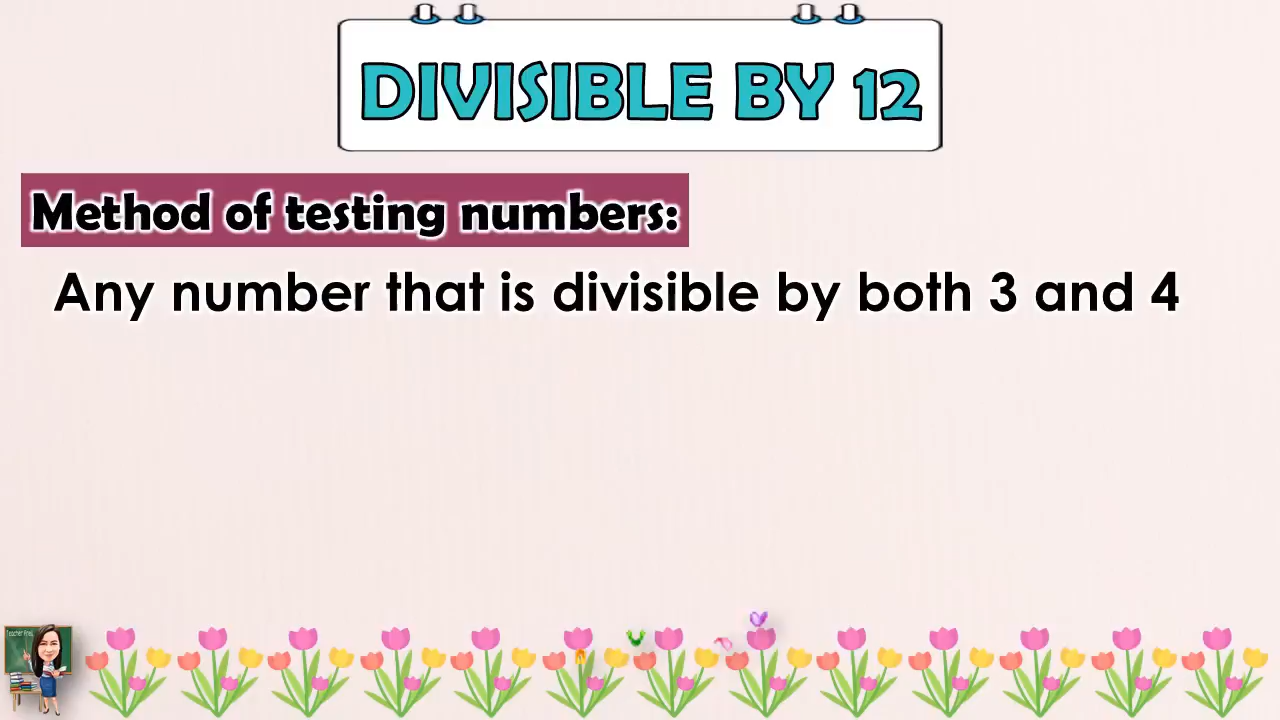 DIVISIBLE BY 12
Method of testing numbers:
Any number that is divisible by both 3 and 4